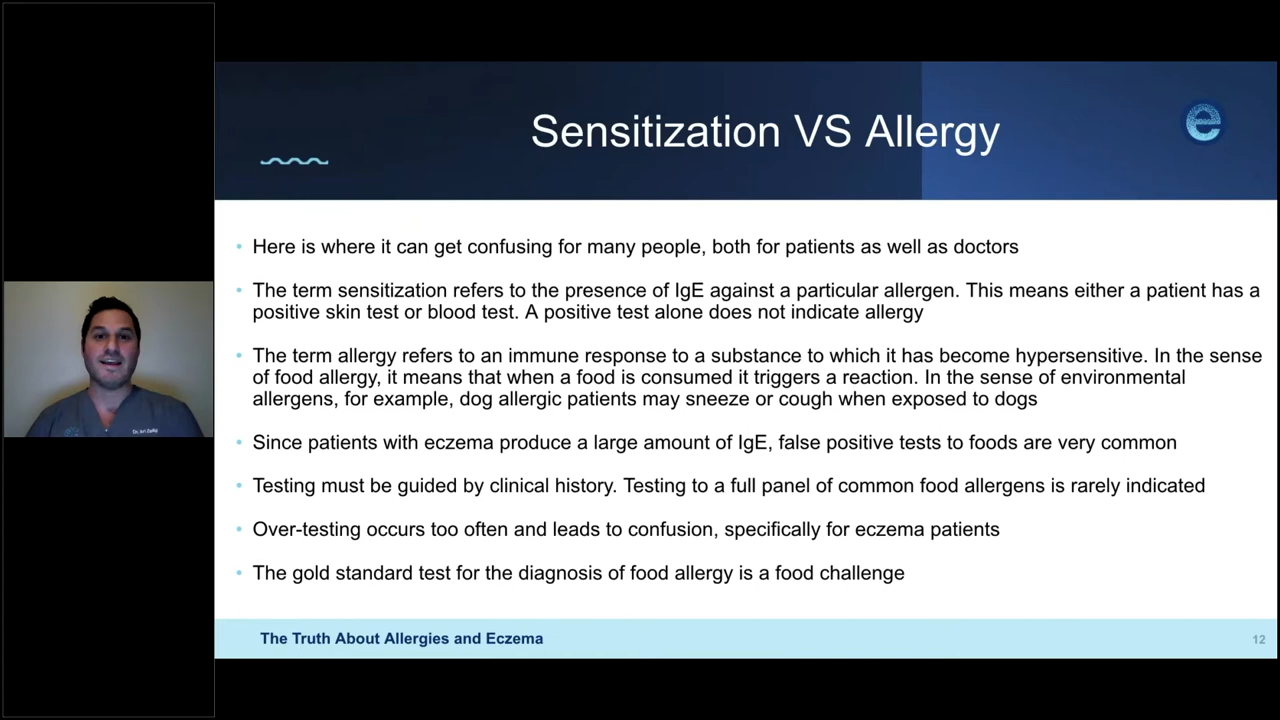 Sensitization VS Allergy
e
• Here is where it can get confusing for many people, both for patients as well as doctors
• The term sensitization refers to the presence of IgE against a particular allergen. This means either a patient has a
positive skin test or blood test. A positive test alone does not indicate allergy
• The term allergy refers to an immune response to a substance to which it has become hypersensitive. In the sense
of food allergy, it means that when a food is consumed it triggers a reaction. In the sense of environmental
allergens, for example, dog allergic patients may sneeze or cough when exposed to dogs
• Since patients with eczema produce a large amount of IgE, false positive tests to foods are very common
• Testing must be guided by clinical history. Testing to a full panel of common food allergens is rarely indicated
• Over-testing occurs too often and leads to confusion, specifically for eczema patients
• The gold standard test for the diagnosis of food allergy is a food challenge
The Truth About Allergies and Eczema
12